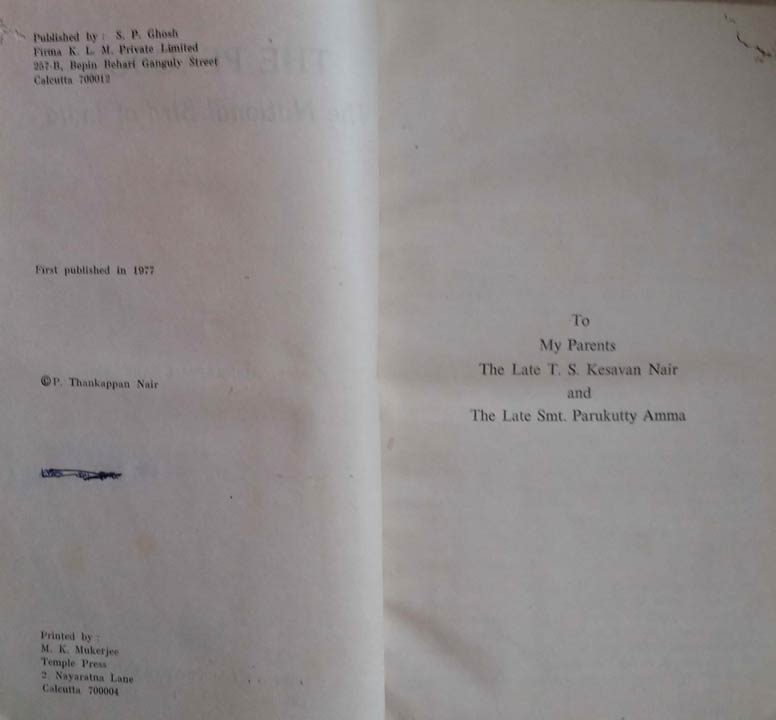 Published by : S. P. Ghosh
Firma K. L. M. Private Limited
257-B, Bepin Behari Ganguly Street
Calcutta 700012
First published in 1977
©P. Thankappan Nair
Printed by :
M. K. Mukerjee
Temple Press
2 Nayaratna Lane
Calcutta 700004
To
My Parents
The Late T. S. Kesavan Nair
and
The Late Smt. Parukutty Amma